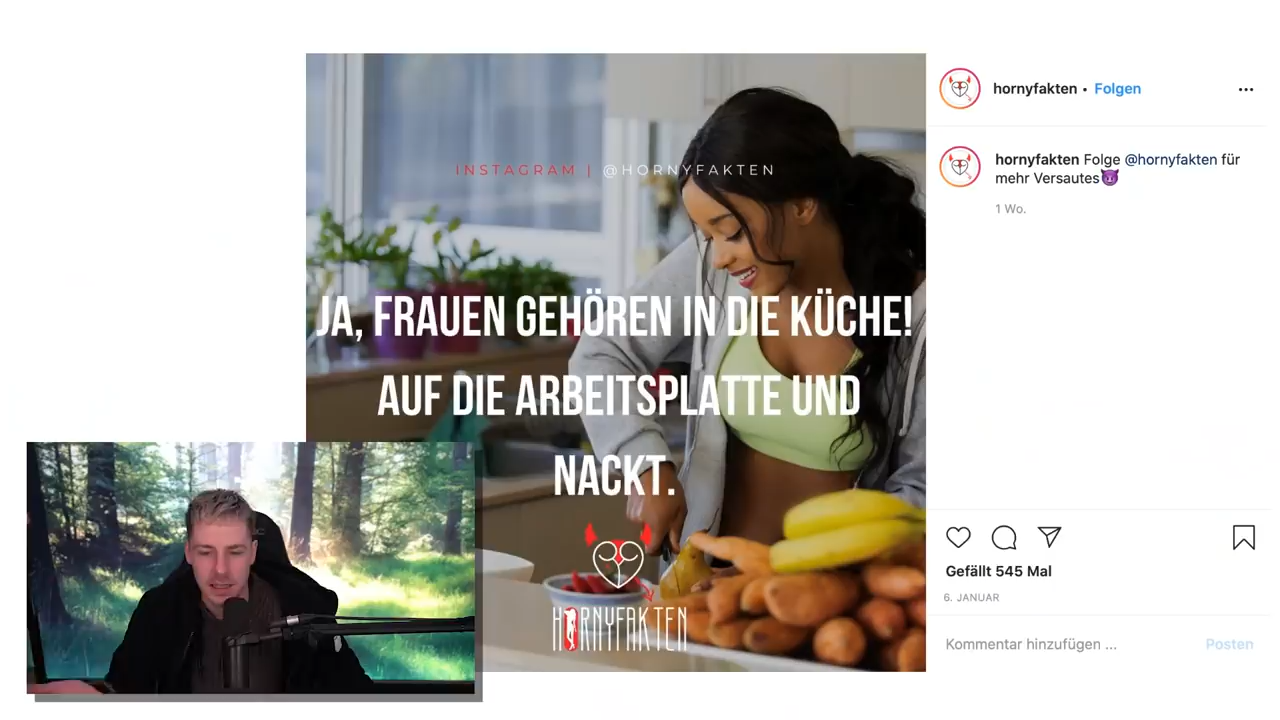 INSTAGRAM | @HORNYFAKTEN
JA, FRAUEN GEHÖREN IN DIE KÜCHE!
AUF DIE ARBEITSPLATTE UND
NACKT.
HORNYFAKTEN
hornyfakten • Folgen
hornyfakten Folge @hornyfakten für
mehr Versautes😈
1 Wo.
Gefällt 545 Mal
6. JANUAR
Kommentar hinzufügen ...
Posten